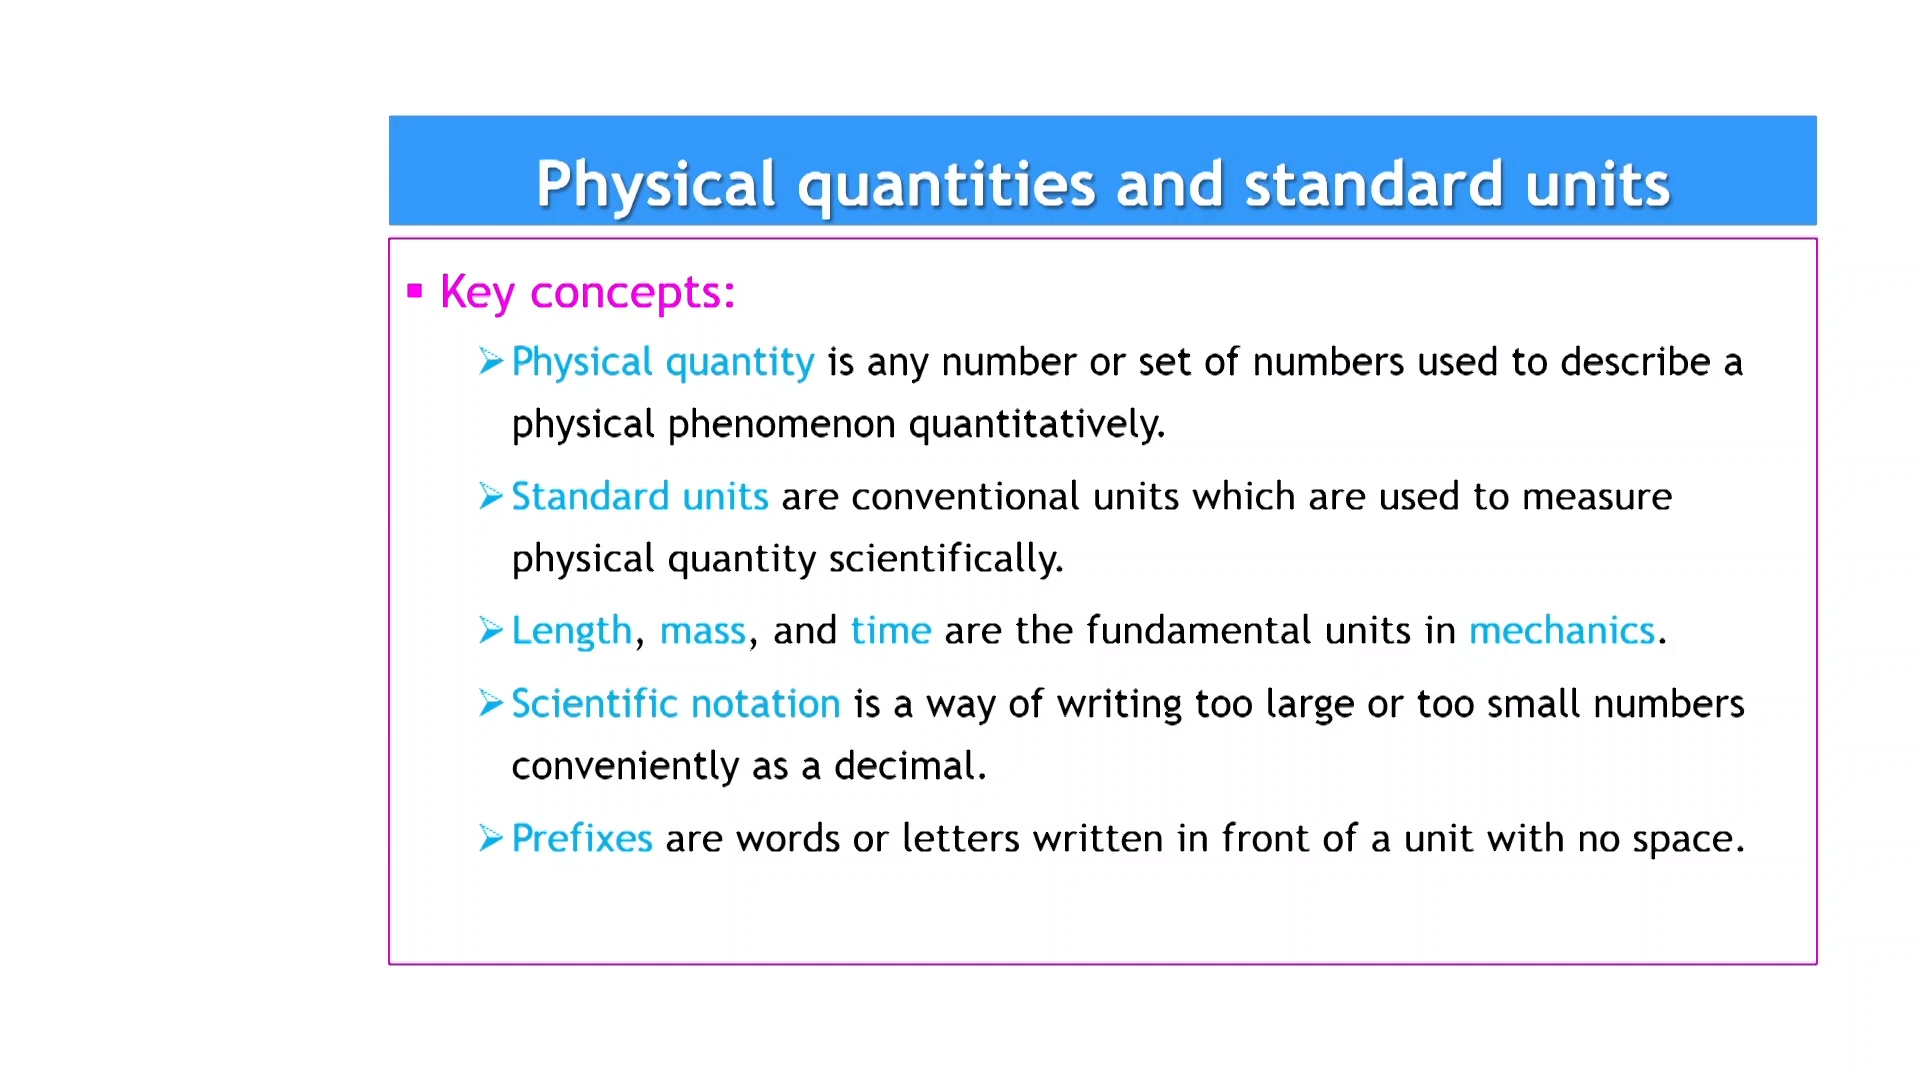 Physical quantities and standard units
▪ Key concepts:
➢ Physical quantity is any number or set of numbers used to describe a
physical phenomenon quantitatively.
➢ Standard units are conventional units which are used to measure
physical quantity scientifically.
➢ Length, mass, and time are the fundamental units in mechanics.
➢ Scientific notation is a way of writing too large or too small numbers
conveniently as a decimal.
➢ Prefixes are words or letters written in front of a unit with no space.